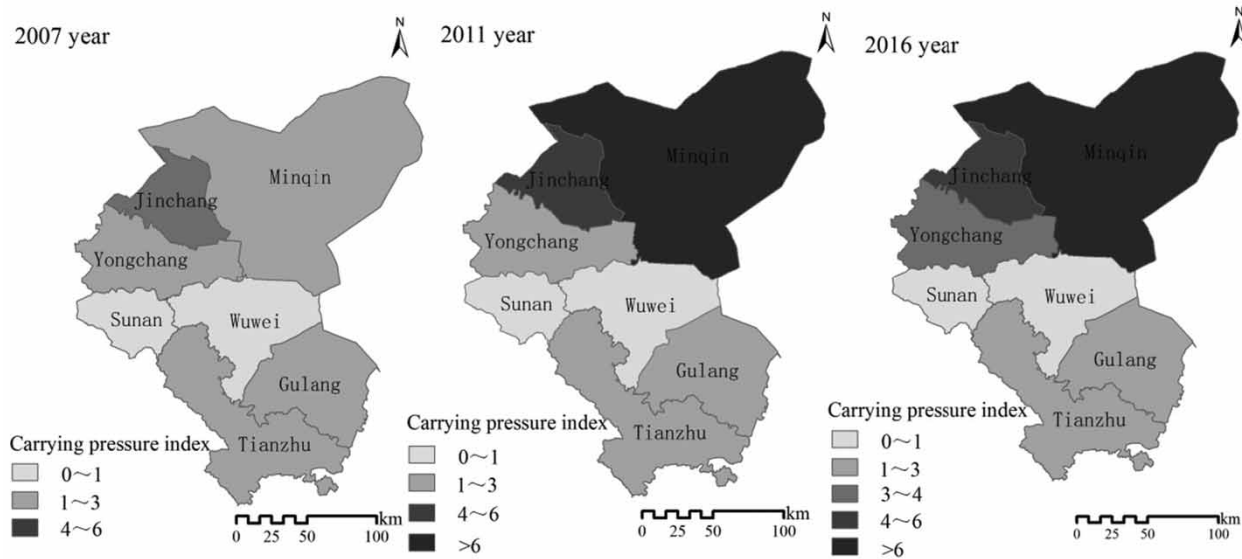 2007 year
N
Minqin
Jinchang
Yongchang
Sunan
Wuwei
Gulang
Tianzhu
Carrying pressure index
0~1
1~3
4~6
km
0 25 50 100
2011 year
N
Minqin
Jinchang
Yongchang
Sunan
Wuwei
Gulang
Tianzhu
Carrying pressure index
0~1
1~3
4~6
>6
km
0 25 50 100
2016 year
N
Minqin
Jinchang
Yongchang
Sunan
Wuwei
Gulang
Tianzhu
Carrying pressure index
0~1
1~3
3~4
4~6
>6
km
0 25 50 100